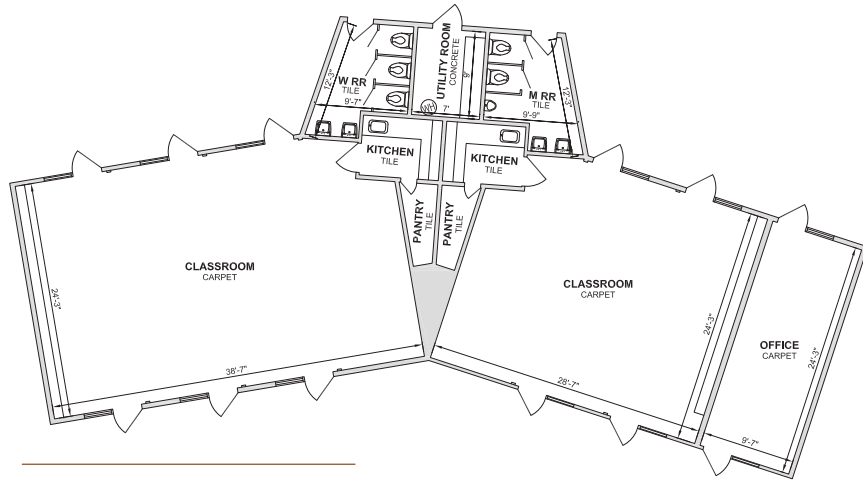 W RR
TILE
12'-3"
9'-7"
UTILITY ROOM
CONCRETE
9'
7'
WH
M RR
TILE
12'-3
9'-9"
KITCHEN
TILE
KITCHEN
TILE
PANTRY
TILE
PANTRY
TILE
CLASSROOM
CARPET
24'-3"
38'-7"
CLASSROOM
CARPET
24'-3"
28'-7"
OFFICE
CARPET
24'-3"
9'-7"